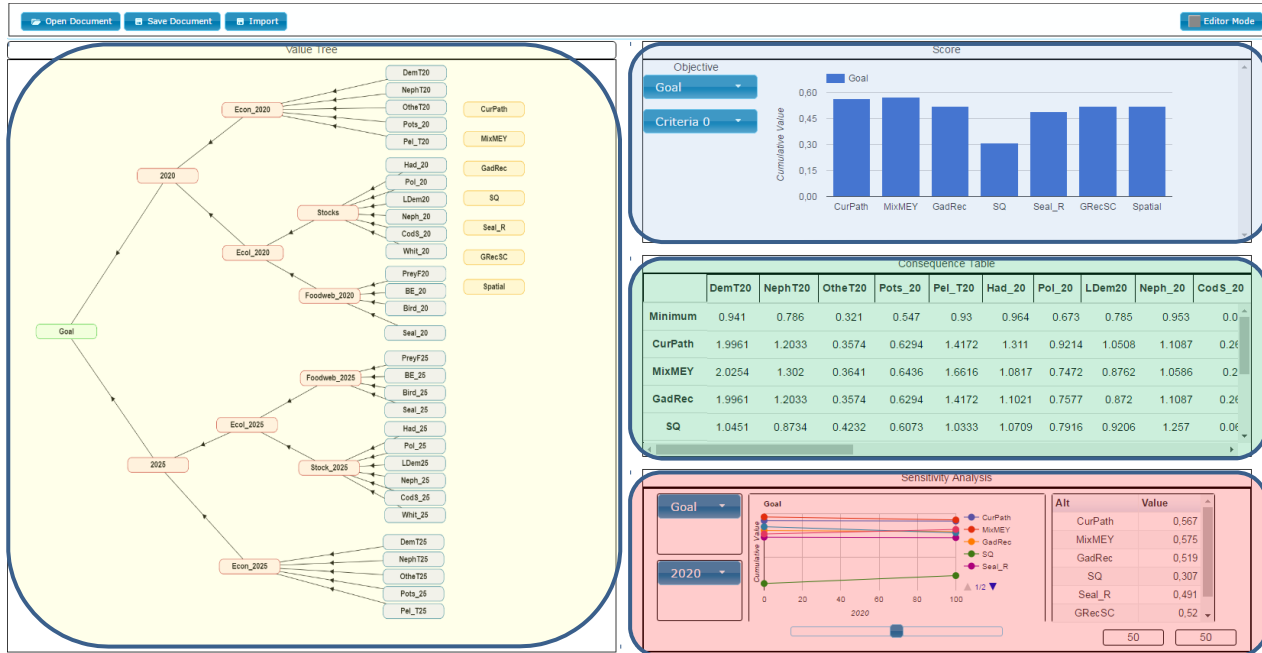 Open Document Save Document Import Editor Mode
Value Tree
DemT20
NephT20
Econ_2020
OtheT20
CurPath
Pots_20
Pel_T20
MixMEY
Had_20
2020
GadRec
Pol_20
LDem20
SQ
Stocks
Neph_20
CodS_20
Seal_R
Ecol_2020
Whit_20
GRecSC
PreyF20
Foodweb_2020
BE_20
Spatial
Bird_20
Goal
Seal_20
PreyF25
Foodweb_2025
BE_25
Bird_25
Seal_25
Ecol_2025
Had_25
Pol_25
2025
LDem25
Stock_2025
Neph_25
CodS_25
Whit_25
DemT25
NephT25
Econ_2025
OtheT25
Pots_25
Pel_T25
Score
Objective
Goal
Criteria 0
Goal
Cumulative Value
0,60
0,45
0,30
0,15
0,00
CurPath MixMEY GadRec SQ Seal_R GRecSC Spatial
Consequence Table
DemT20 NephT20 OtheT20 Pots_20 Pel_T20 Had_20 Pol_20 LDem20 Neph_20 CodS_20
Minimum 0.941 0.786 0.321 0.547 0.93 0.964 0.673 0.785 0.953 0.0
CurPath 1.9961 1.2033 0.3574 0.6294 1.4172 1.311 0.9214 1.0508 1.1087 0.26
MixMEY 2.0254 1.302 0.3641 0.6436 1.6616 1.0817 0.7472 0.8762 1.0586 0.2
GadRec 1.9961 1.2033 0.3574 0.6294 1.4172 1.1021 0.7577 0.872 1.1087 0.26
SQ 1.0451 0.8734 0.4232 0.6073 1.0333 1.0709 0.7916 0.9206 1.257 0.06
Sensitivity Analysis
Goal
2020
Goal
Cumulative Value
CurPath
MixMEY
GadRec
SQ
Seal_R
1/2
0 20 40 60 80 100
2020
Alt Value
CurPath 0,567
MixMEY 0,575
GadRec 0,519
SQ 0,307
Seal_R 0,491
GRecSC 0,52
50 50